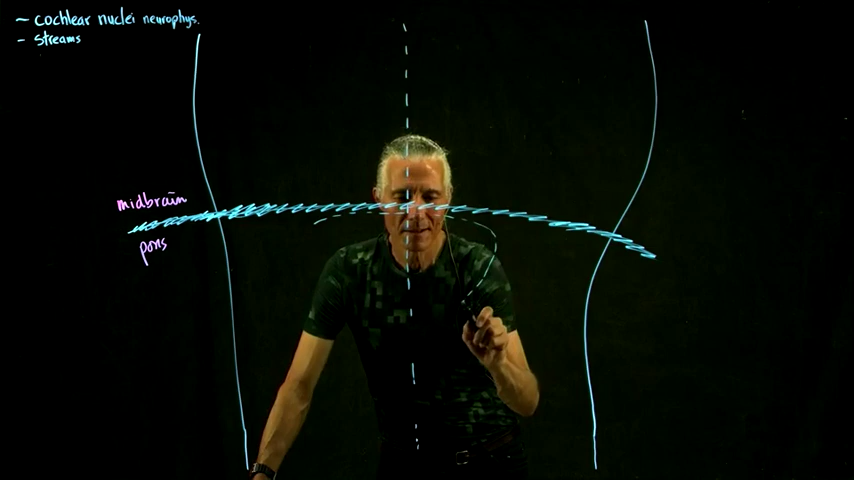 ~ cochlear nuclei neurophys.
- streams
midbrain
pons